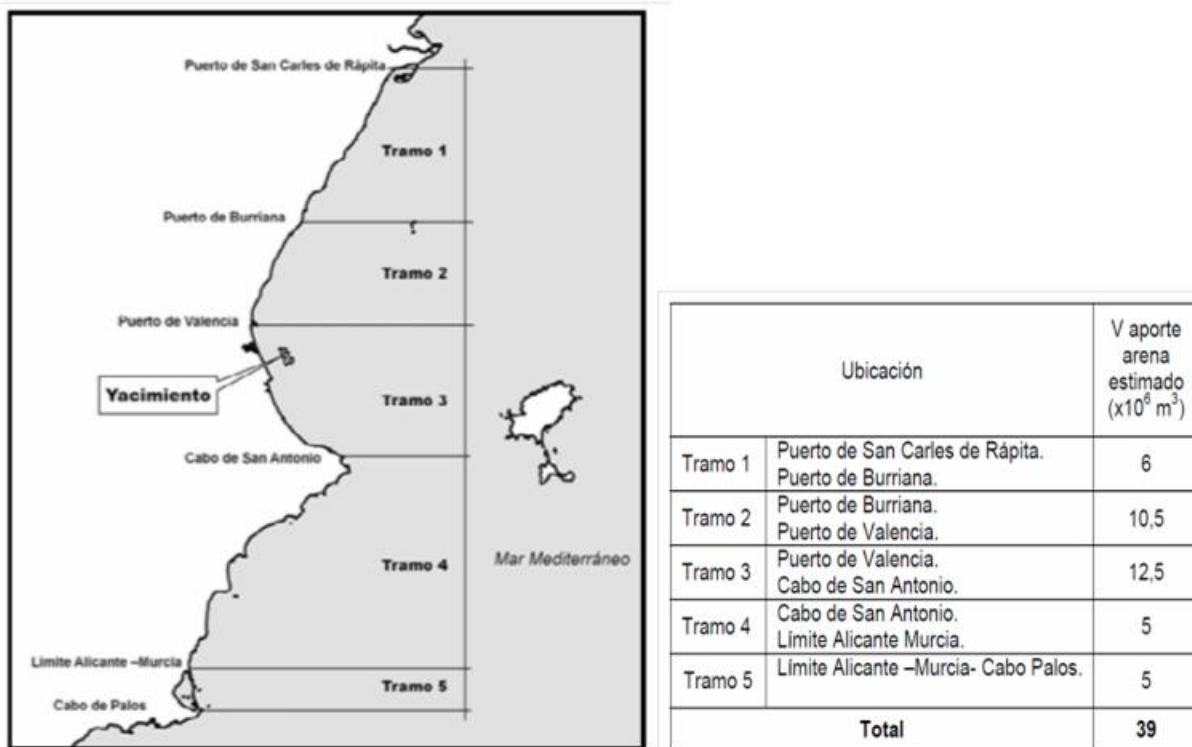 Puerto de San Carles de Rápita
Tramo 1
Puerto de Burriana
Tramo 2
Puerto de Valencia
Yacimiento
Tramo 3
Cabo de San Antonio
Tramo 4
Mar Mediterráneo
Límite Alicante –Murcia
Tramo 5
Cabo de Palos
Ubicación
V aporte
arena
estimado
(x10⁶ m³)
Tramo 1
Puerto de San Carles de Rápita.
Puerto de Burriana.
6
Tramo 2
Puerto de Burriana.
Puerto de Valencia.
10,5
Tramo 3
Puerto de Valencia.
Cabo de San Antonio.
12,5
Tramo 4
Cabo de San Antonio.
Límite Alicante Murcia.
5
Tramo 5
Límite Alicante –Murcia- Cabo Palos.
5
Total
39